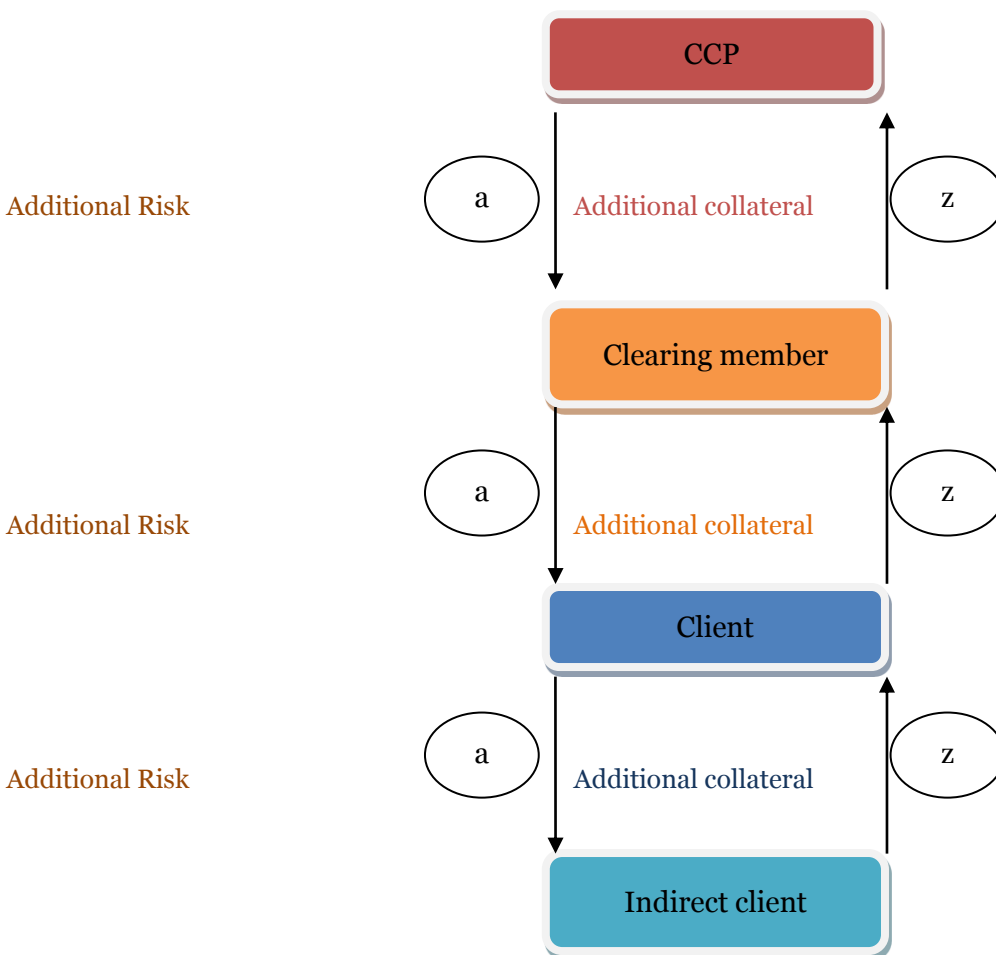 CCP
a
z
Additional Risk
Additional collateral
Clearing member
a
z
Additional Risk
Additional collateral
Client
a
z
Additional Risk
Additional collateral
Indirect client